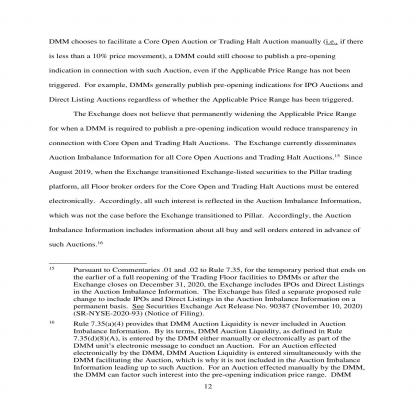 DMM chooses to facilitate a Core Open Auction or Trading Halt Auction manually (i.e., if there
is less than a 10% price movement), a DMM could still choose to publish a pre-opening
indication in connection with such Auction, even if the Applicable Price Range has not been
triggered.  For example, DMMs generally publish pre-opening indications for IPO Auctions and
Direct Listing Auctions regardless of whether the Applicable Price Range has been triggered.
The Exchange does not believe that permanently widening the Applicable Price Range
for when a DMM is required to publish a pre-opening indication would reduce transparency in
connection with Core Open and Trading Halt Auctions.  The Exchange currently disseminates
Auction Imbalance Information for all Core Open Auctions and Trading Halt Auctions.15  Since
August 2019, when the Exchange transitioned Exchange-listed securities to the Pillar trading
platform, all Floor broker orders for the Core Open and Trading Halt Auctions must be entered
electronically.  Accordingly, all such interest is reflected in the Auction Imbalance Information,
which was not the case before the Exchange transitioned to Pillar.  Accordingly, the Auction
Imbalance Information includes information about all buy and sell orders entered in advance of
such Auctions.16
15 Pursuant to Commentaries .01 and .02 to Rule 7.35, for the temporary period that ends on
the earlier of a full reopening of the Trading Floor facilities to DMMs or after the
Exchange closes on December 31, 2020, the Exchange includes IPOs and Direct Listings
in the Auction Imbalance Information.  The Exchange has filed a separate proposed rule
change to include IPOs and Direct Listings in the Auction Imbalance Information on a
permanent basis.  See Securities Exchange Act Release No. 90387 (November 10, 2020)
(SR-NYSE-2020-93) (Notice of Filing).
16 Rule 7.35(a)(4) provides that DMM Auction Liquidity is never included in Auction
Imbalance Information.  By its terms, DMM Auction Liquidity, as defined in Rule
7.35(d)(8)(A), is entered by the DMM either manually or electronically as part of the
DMM unit's electronic message to conduct an Auction.  For an Auction effected
electronically by the DMM, DMM Auction Liquidity is entered simultaneously with the
DMM facilitating the Auction, which is why it is not included in the Auction Imbalance
Information leading up to such Auction.  For an Auction effected manually by the DMM,
the DMM can factor such interest into the pre-opening indication price range.  DMM
12